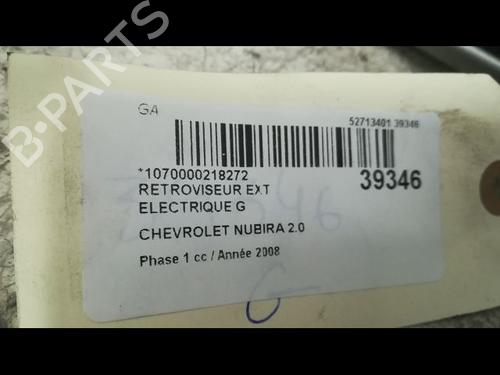 B-PARTS
GA
52713401 39346
*1070000218272
39346
RETROVISEUR EXT
ELECTRIQUE G
CHEVROLET NUBIRA 2.0
Phase 1 cc / Année 2008
G